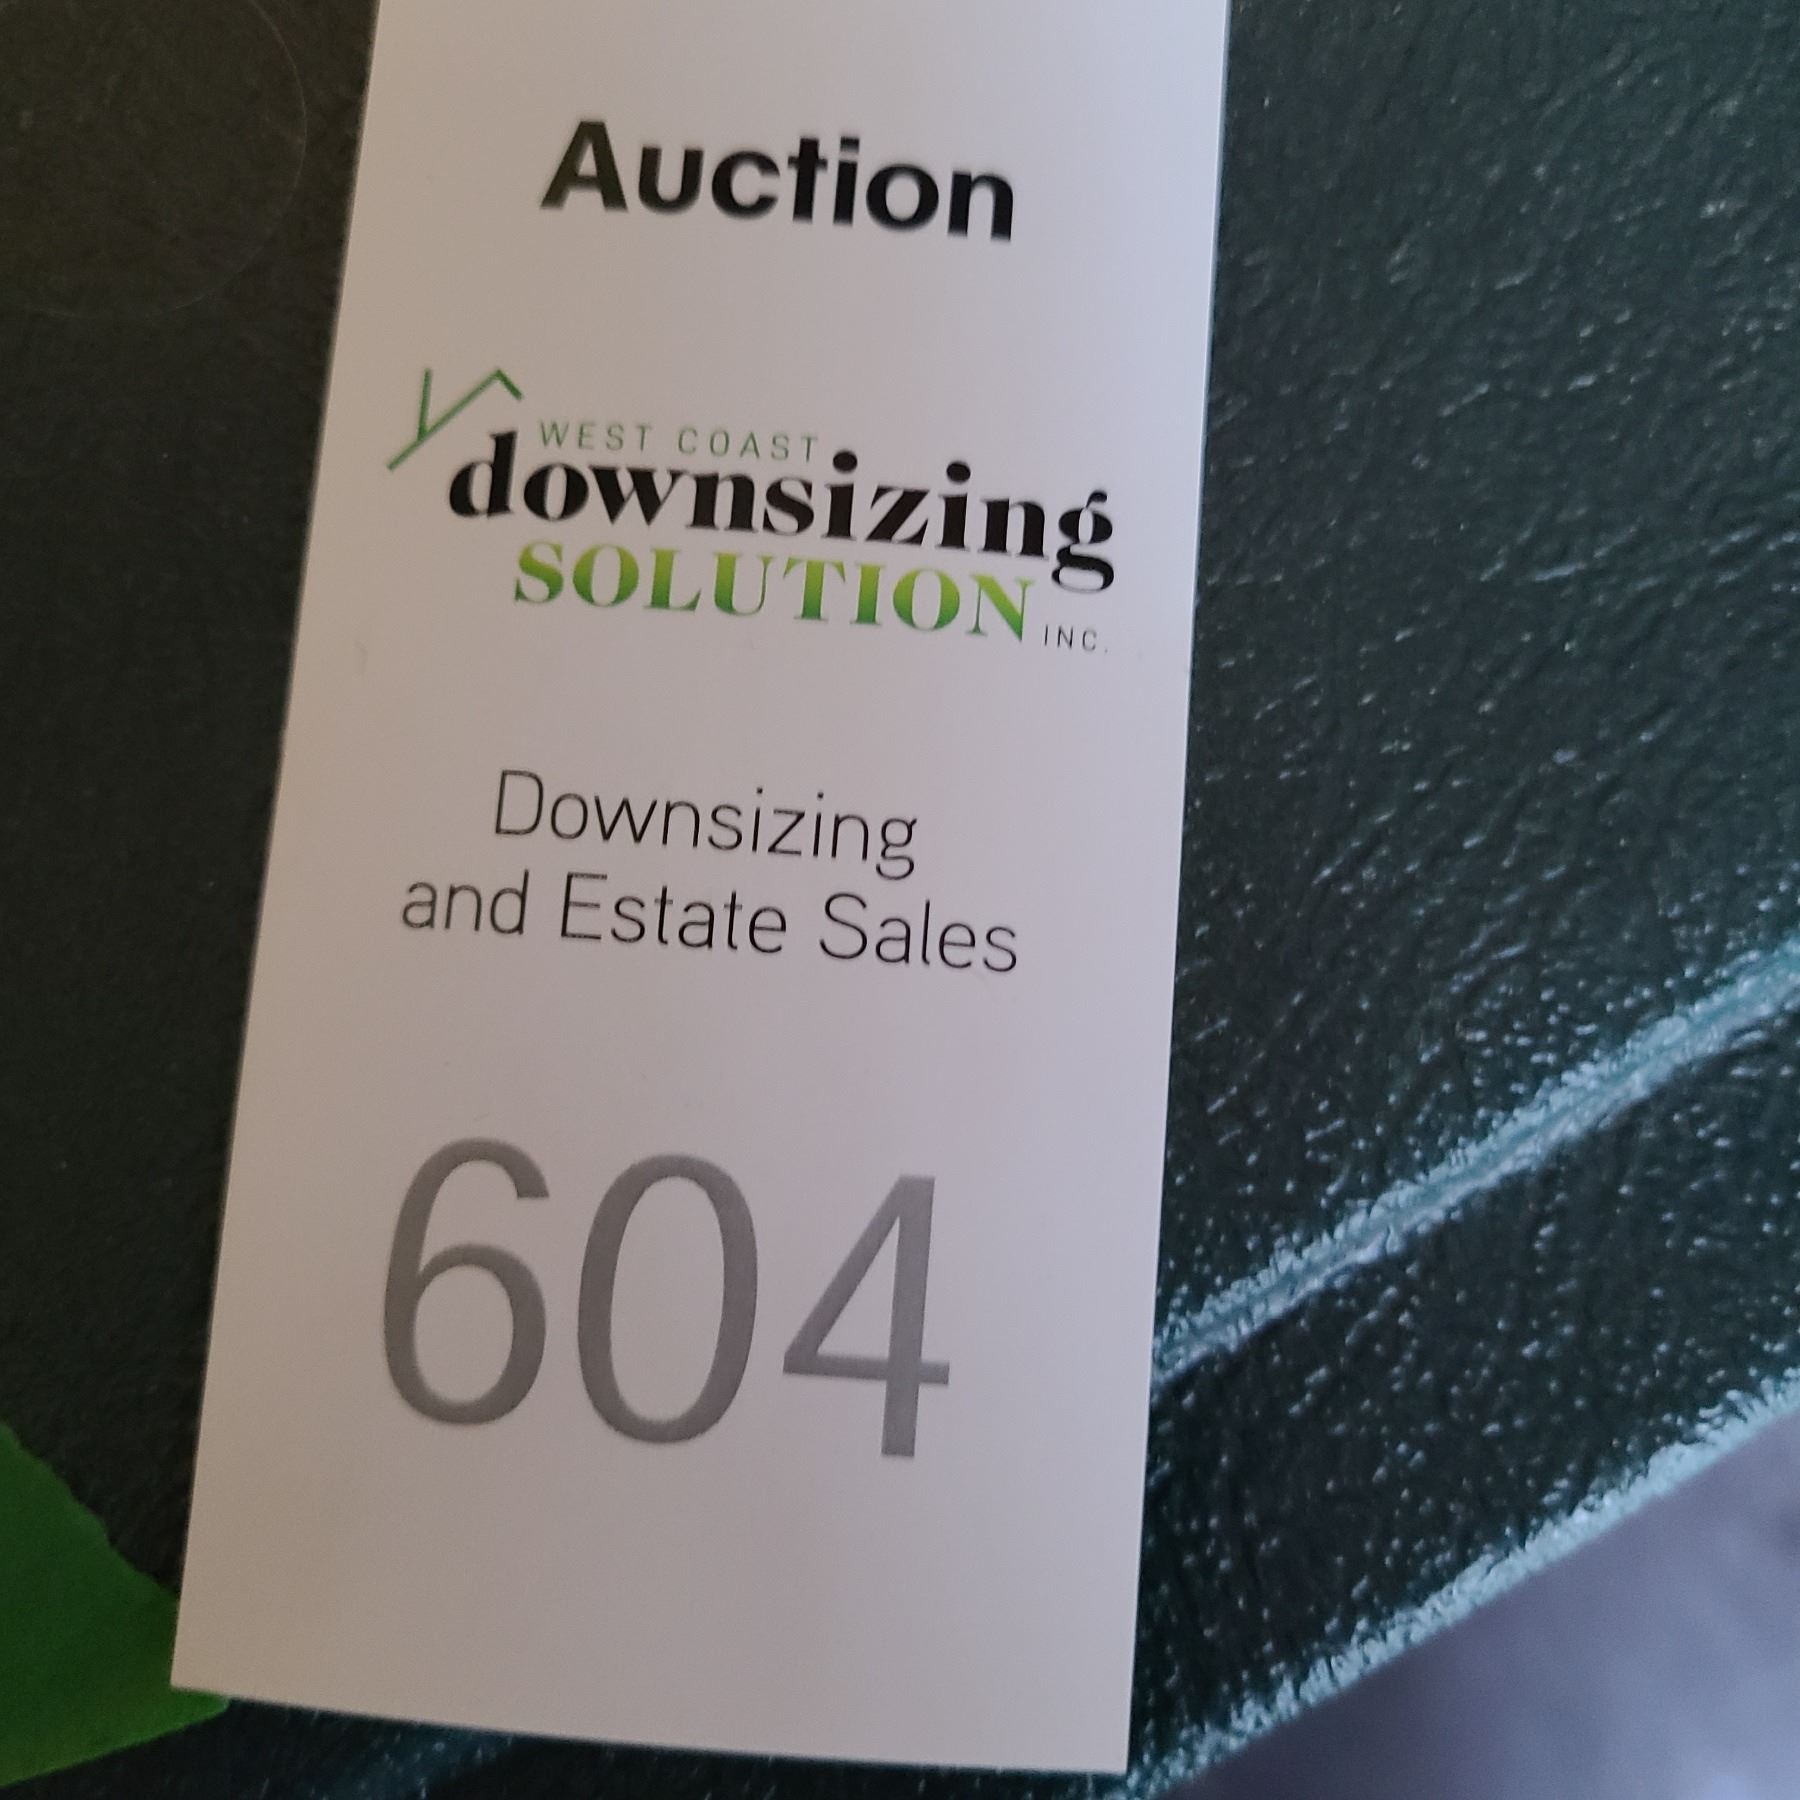 Auction
WEST COAST
downsizing
SOLUTION INC.
Downsizing
and Estate Sales
604